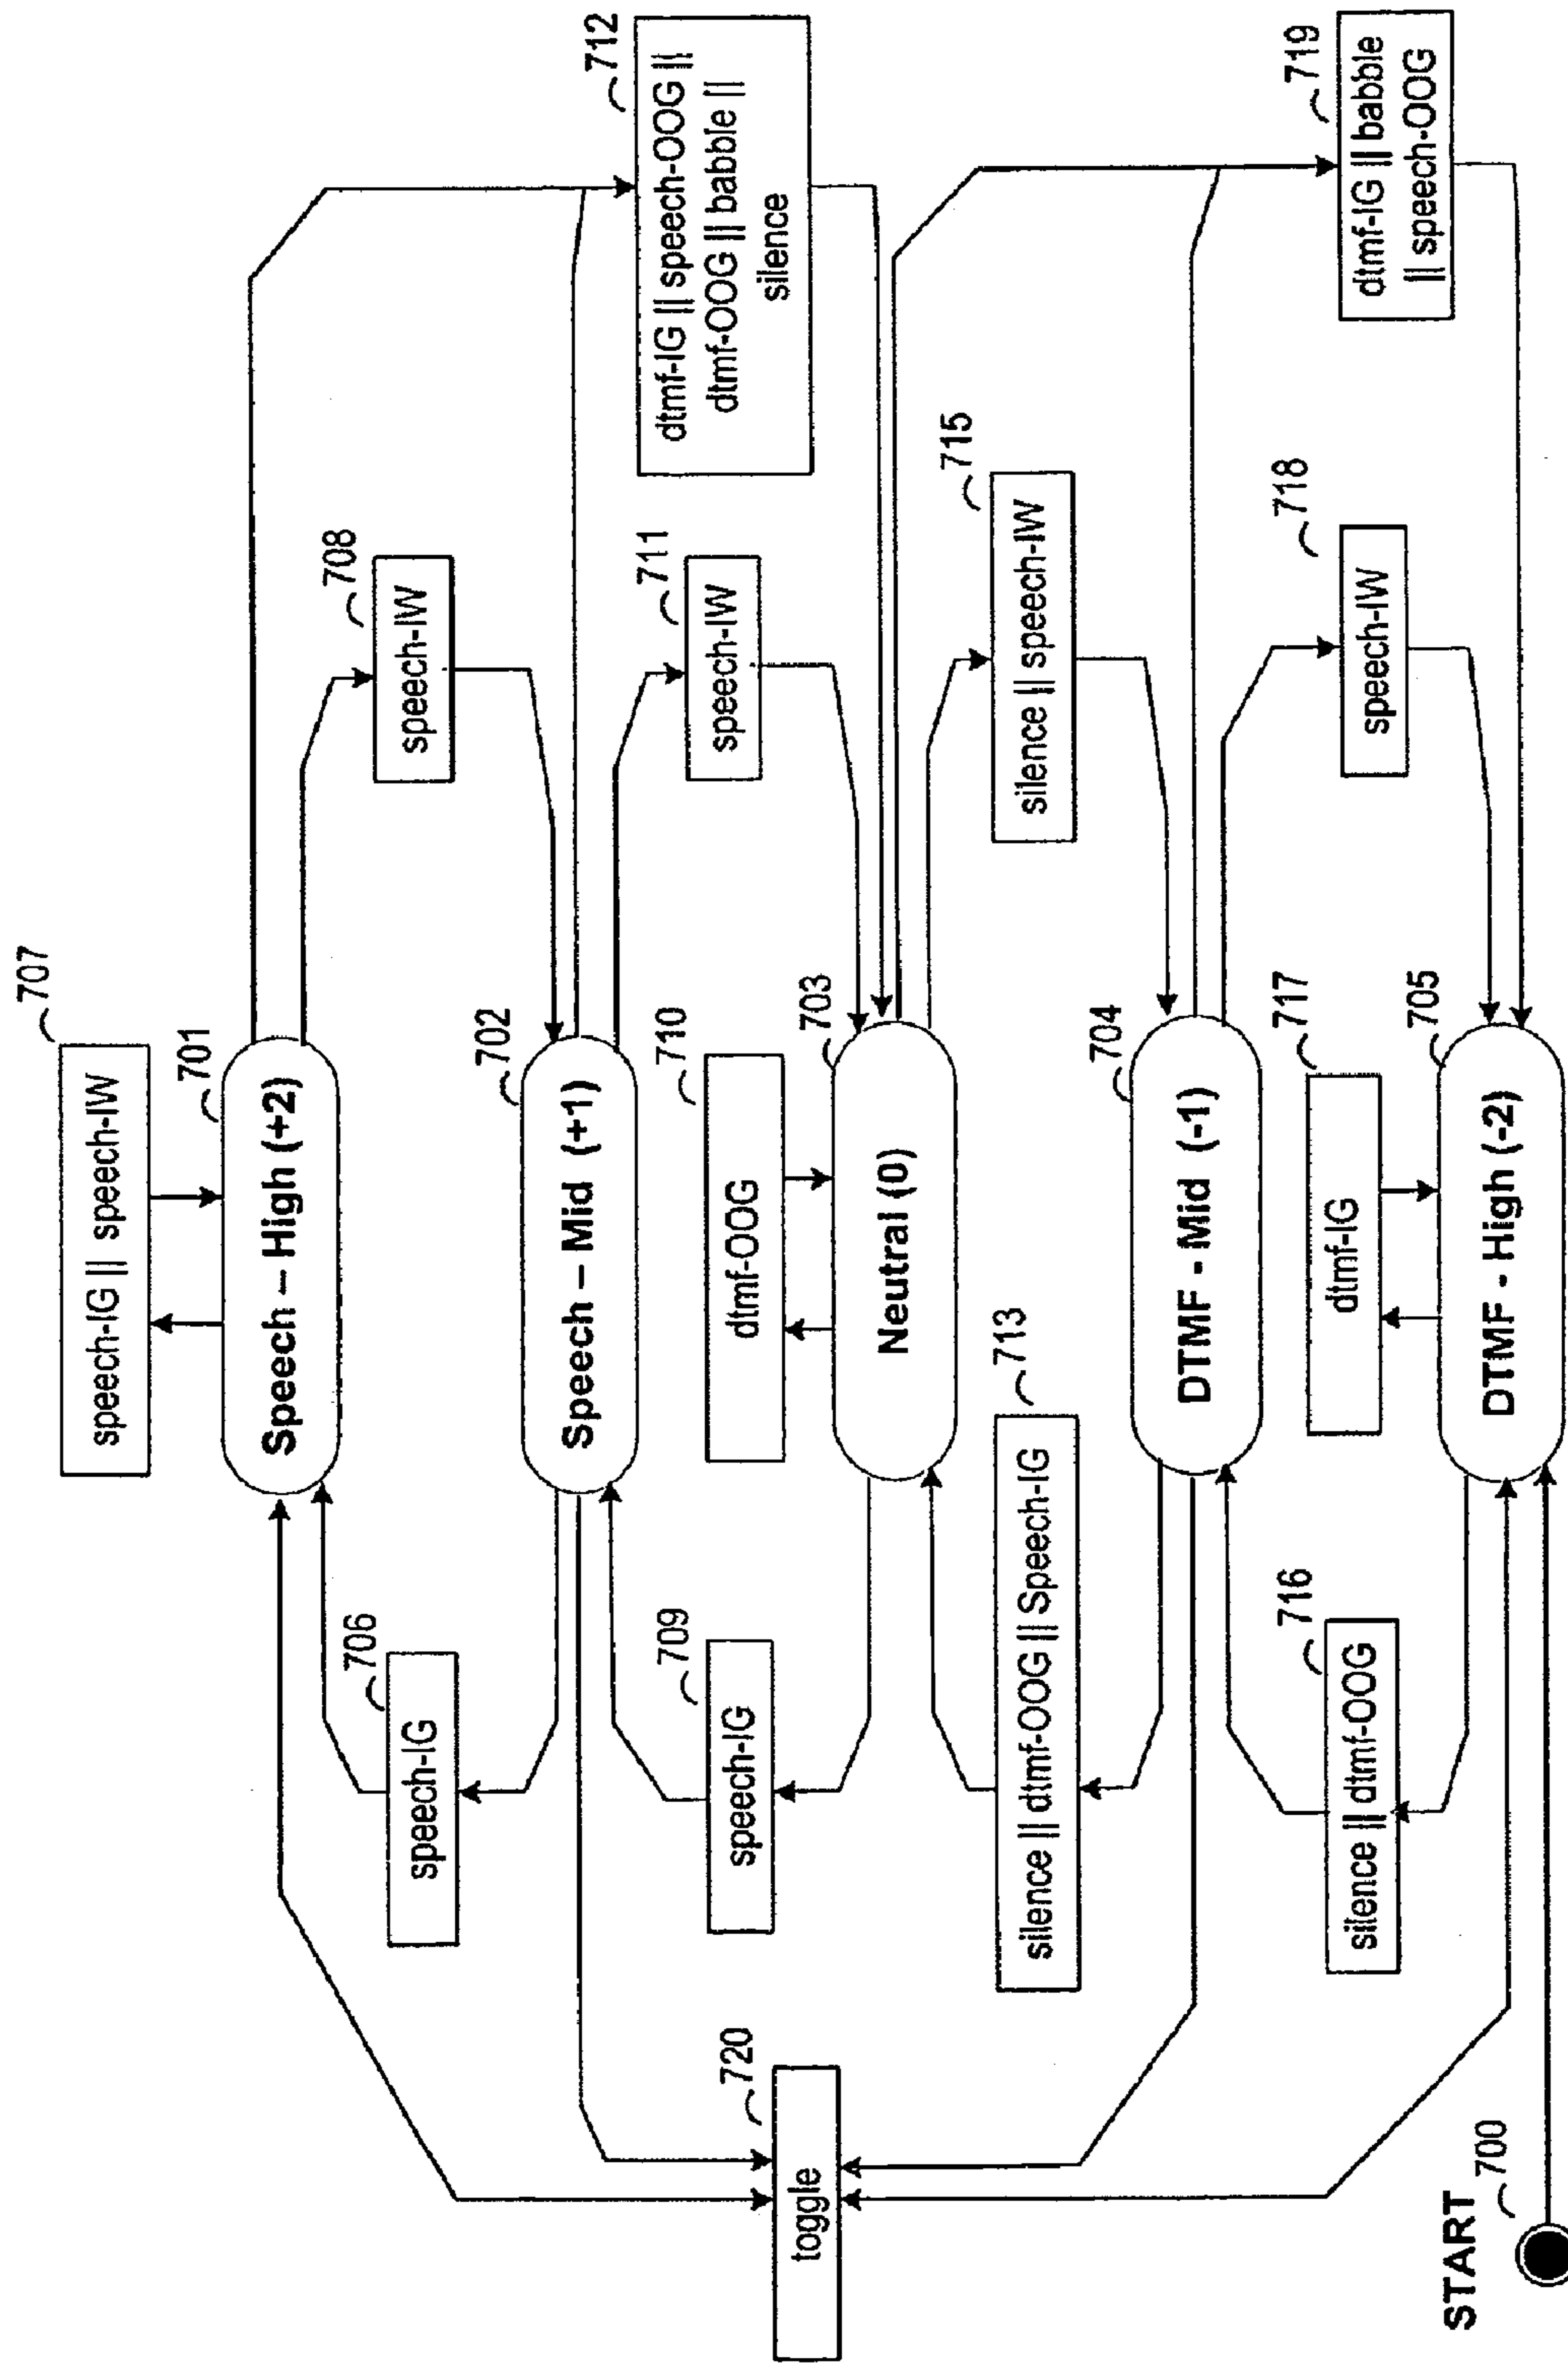 707
speech-IG || speech-IW
701
Speech – High (+2)
706
speech-IG
708
speech-IW
702
Speech – Mid (+1)
709
speech-IG
710
dtmf-OOG
711
speech-IW
712
dtmf-IG || speech-OOG ||
dtmf-OOG || babble ||
silence
720
toggle
703
Neutral (0)
713
silence || dtmf-OOG || Speech-IG
715
silence || speech-IW
704
DTMF - Mid (-1)
716
silence || dtmf-OOG
717
dtmf-IG
718
speech-IW
719
dtmf-IG || babble
|| speech-OOG
705
DTMF - High (-2)
START
700